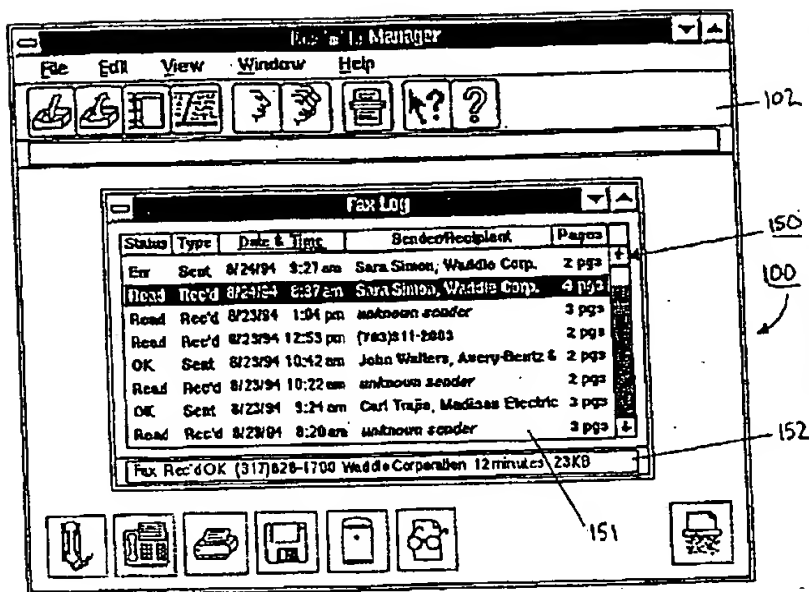 Manager
File Edit View Window Help
102
Fax Log
Status Type Date & Time Sender/Recipient Pages
150
Err Sent 8/24/94 9:27 am Sara Simon, Waddle Corp. 2 pgs
Read Rec'd 8/24/94 8:37 am Sara Simon, Waddle Corp. 4 pgs
100
Read Rec'd 8/23/94 1:04 pm unknown sender 3 pgs
Read Rec'd 8/23/94 12:53 pm (703)811-2003 2 pgs
OK Sent 8/23/94 10:42 am John Walters, Avery-Bentz & 2 pgs
Read Rec'd 8/23/94 10:22 am unknown sender 2 pgs
OK Sent 8/23/94 9:24 am Carl Madison Electric 3 pgs
Read Rec'd 8/23/94 8:20 am unknown sender 3 pgs
152
Fax Rec'd OK (317)828-1700 Waddle Corporation 12 minutes 23KB
151